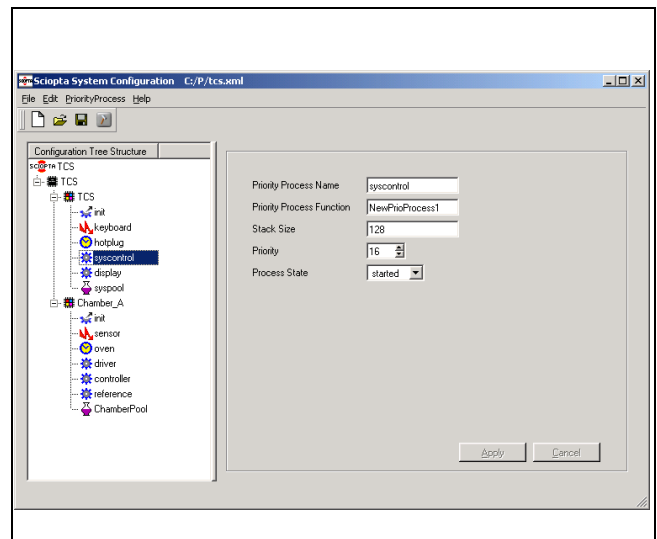 Sciopta System Configuration C:/P/tcs.xml
File Edit PriorityProcess Help
Configuration Tree Structure
SCIOPTA TCS
TCS
TCS
init
keyboard
hotplug
syscontrol
display
syspool
Chamber_A
init
sensor
oven
driver
controller
reference
ChamberPool
Priority Process Name syscontrol
Priority Process Function NewPrioProcess1
Stack Size 128
Priority 16
Process State started
Apply Cancel